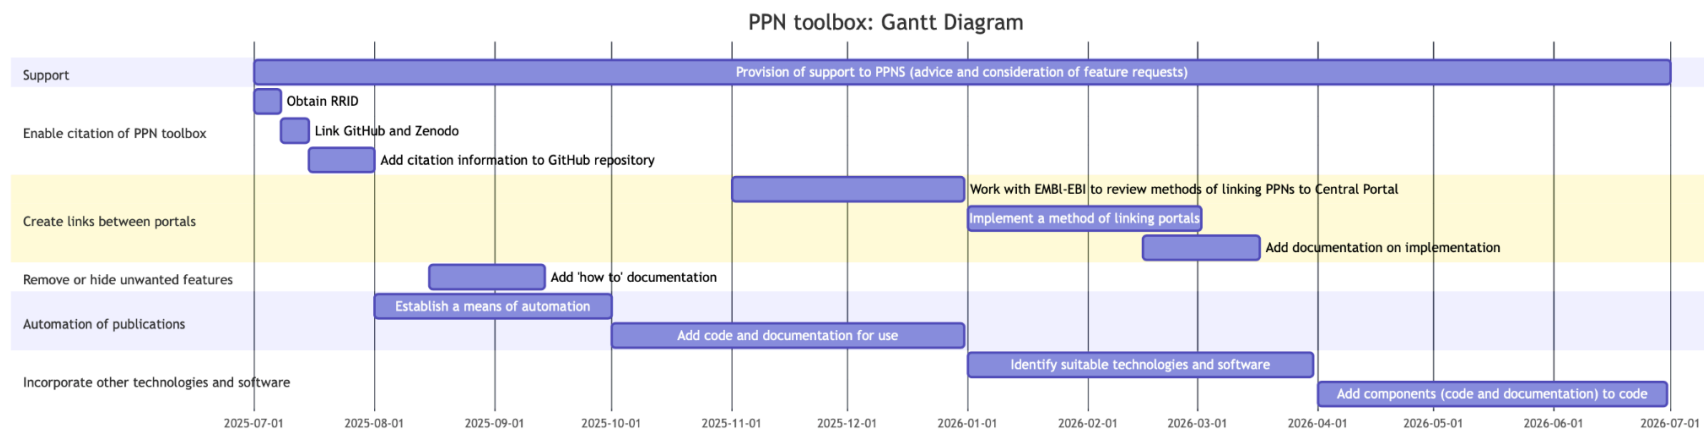 PPN toolbox: Gantt Diagram
Support
Provision of support to PPNS (advice and consideration of feature requests)
Enable citation of PPN toolbox
Obtain RRID
Link GitHub and Zenodo
Add citation information to GitHub repository
Create links between portals
Work with EMBl-EBI to review methods of linking PPNs to Central Portal
Implement a method of linking portals
Add documentation on implementation
Remove or hide unwanted features
Add 'how to' documentation
Automation of publications
Establish a means of automation
Add code and documentation for use
Incorporate other technologies and software
Identify suitable technologies and software
Add components (code and documentation) to code
2025-07-01
2025-08-01
2025-09-01
2025-10-01
2025-11-01
2025-12-01
2026-01-01
2026-02-01
2026-03-01
2026-04-01
2026-05-01
2026-06-01
2026-07-01